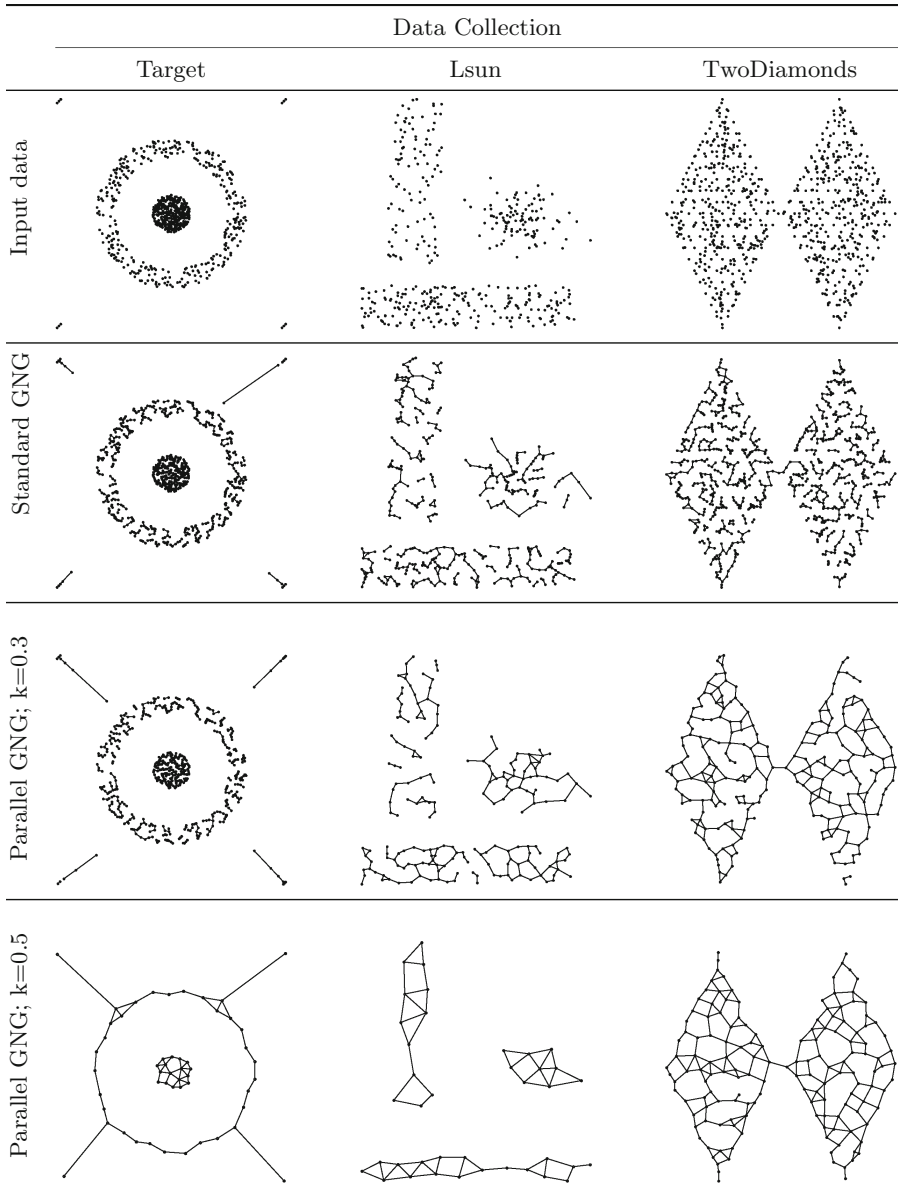 Data Collection
Target Lsun TwoDiamonds
Input data
Standard GNG
Parallel GNG; k=0.3
Parallel GNG; k=0.5